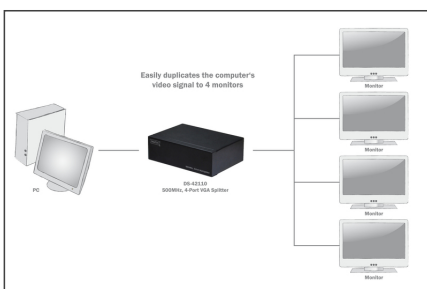 Easily duplicates the computer's
video signal to 4 monitors
Monitor
Monitor
PC
DS-42110
500MHz, 4-Port VGA Splitter
Monitor
Monitor